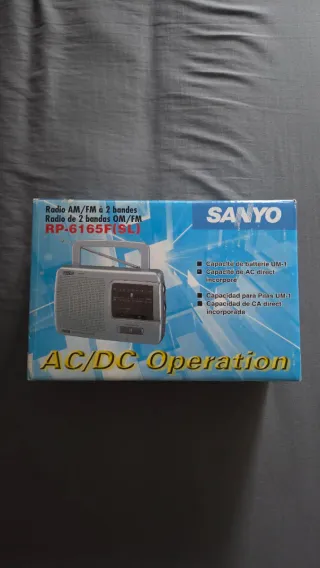 Radio AM/FM à 2 bandes
Radio de 2 bandas OM/FM
RP-6165F(SL)
SANYO
Capacité de batterie UM-1
Capacité de AC direct
incorporé
Capacidad para Pilas UM-1
Capacidad de CA direct
incorporada
AC/DC Operation